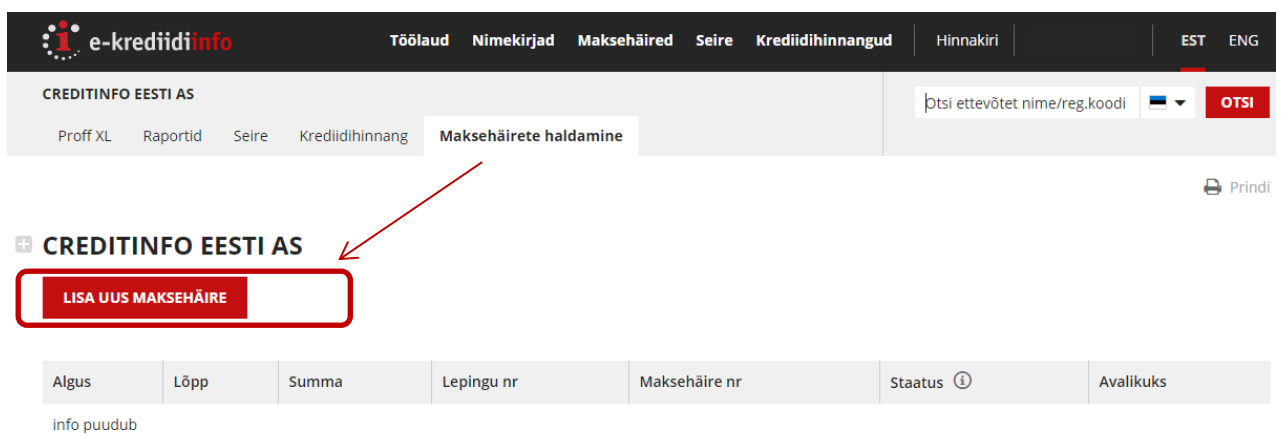 e-krediidiinfo Töölaud Nimekirjad Maksehäired Seire Krediidihinnangud Hinnakiri EST ENG
CREDITINFO EESTI AS
Otsi ettevõtet nime/reg.koodi OTSI
Proff XL Raportid Seire Krediidihinnang Maksehäirete haldamine
Prindi
CREDITINFO EESTI AS
LISA UUS MAKSEHÄIRE
Algus Lõpp Summa Lepingu nr Maksehäire nr Staatus Avalikuks
info puudub